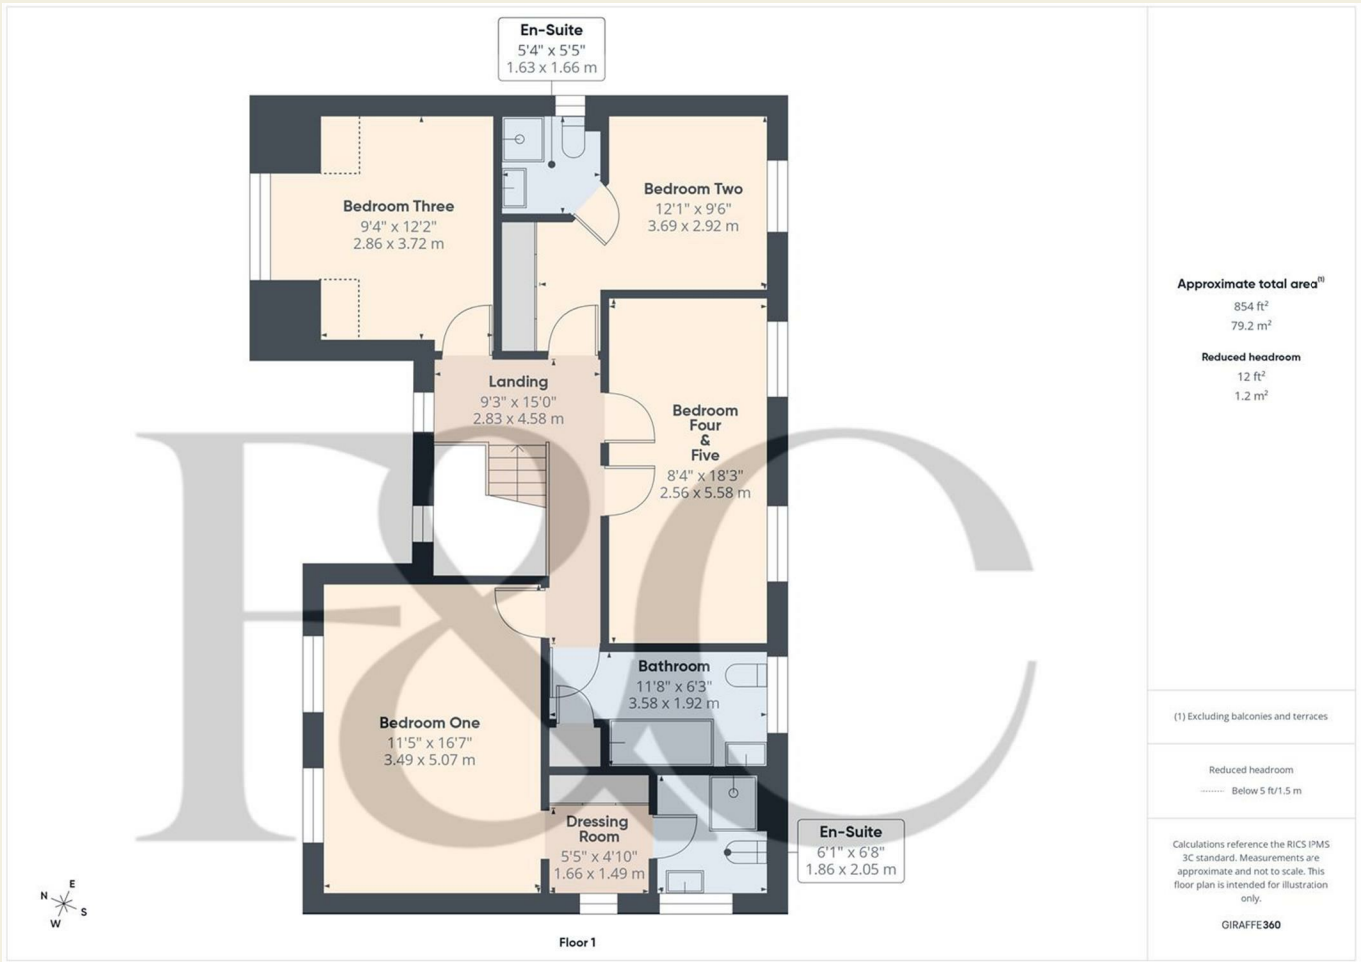 En-Suite
5'4" x 5'5"
1.63 x 1.66 m
Bedroom Three
9'4" x 12'2"
2.86 x 3.72 m
Bedroom Two
12'1" x 9'6"
3.69 x 2.92 m
Landing
9'3" x 15'0"
2.83 x 4.58 m
Bedroom
Four
&
Five
8'4" x 18'3"
2.56 x 5.58 m
Bathroom
11'8" x 6'3"
3.58 x 1.92 m
Bedroom One
11'5" x 16'7"
3.49 x 5.07 m
Dressing
Room
5'5" x 4'10"
1.66 x 1.49 m
En-Suite
6'1" x 6'8"
1.86 x 2.05 m
F&C
N
E
S
W
Floor 1
Approximate total area(1)
854 ft²
79.2 m²
Reduced headroom
12 ft²
1.2 m²
(1) Excluding balconies and terraces
Reduced headroom
Below 5 ft/1.5 m
Calculations reference the RICS IPMS
3C standard. Measurements are
approximate and not to scale. This
floor plan is intended for illustration
only.
GIRAFFE360